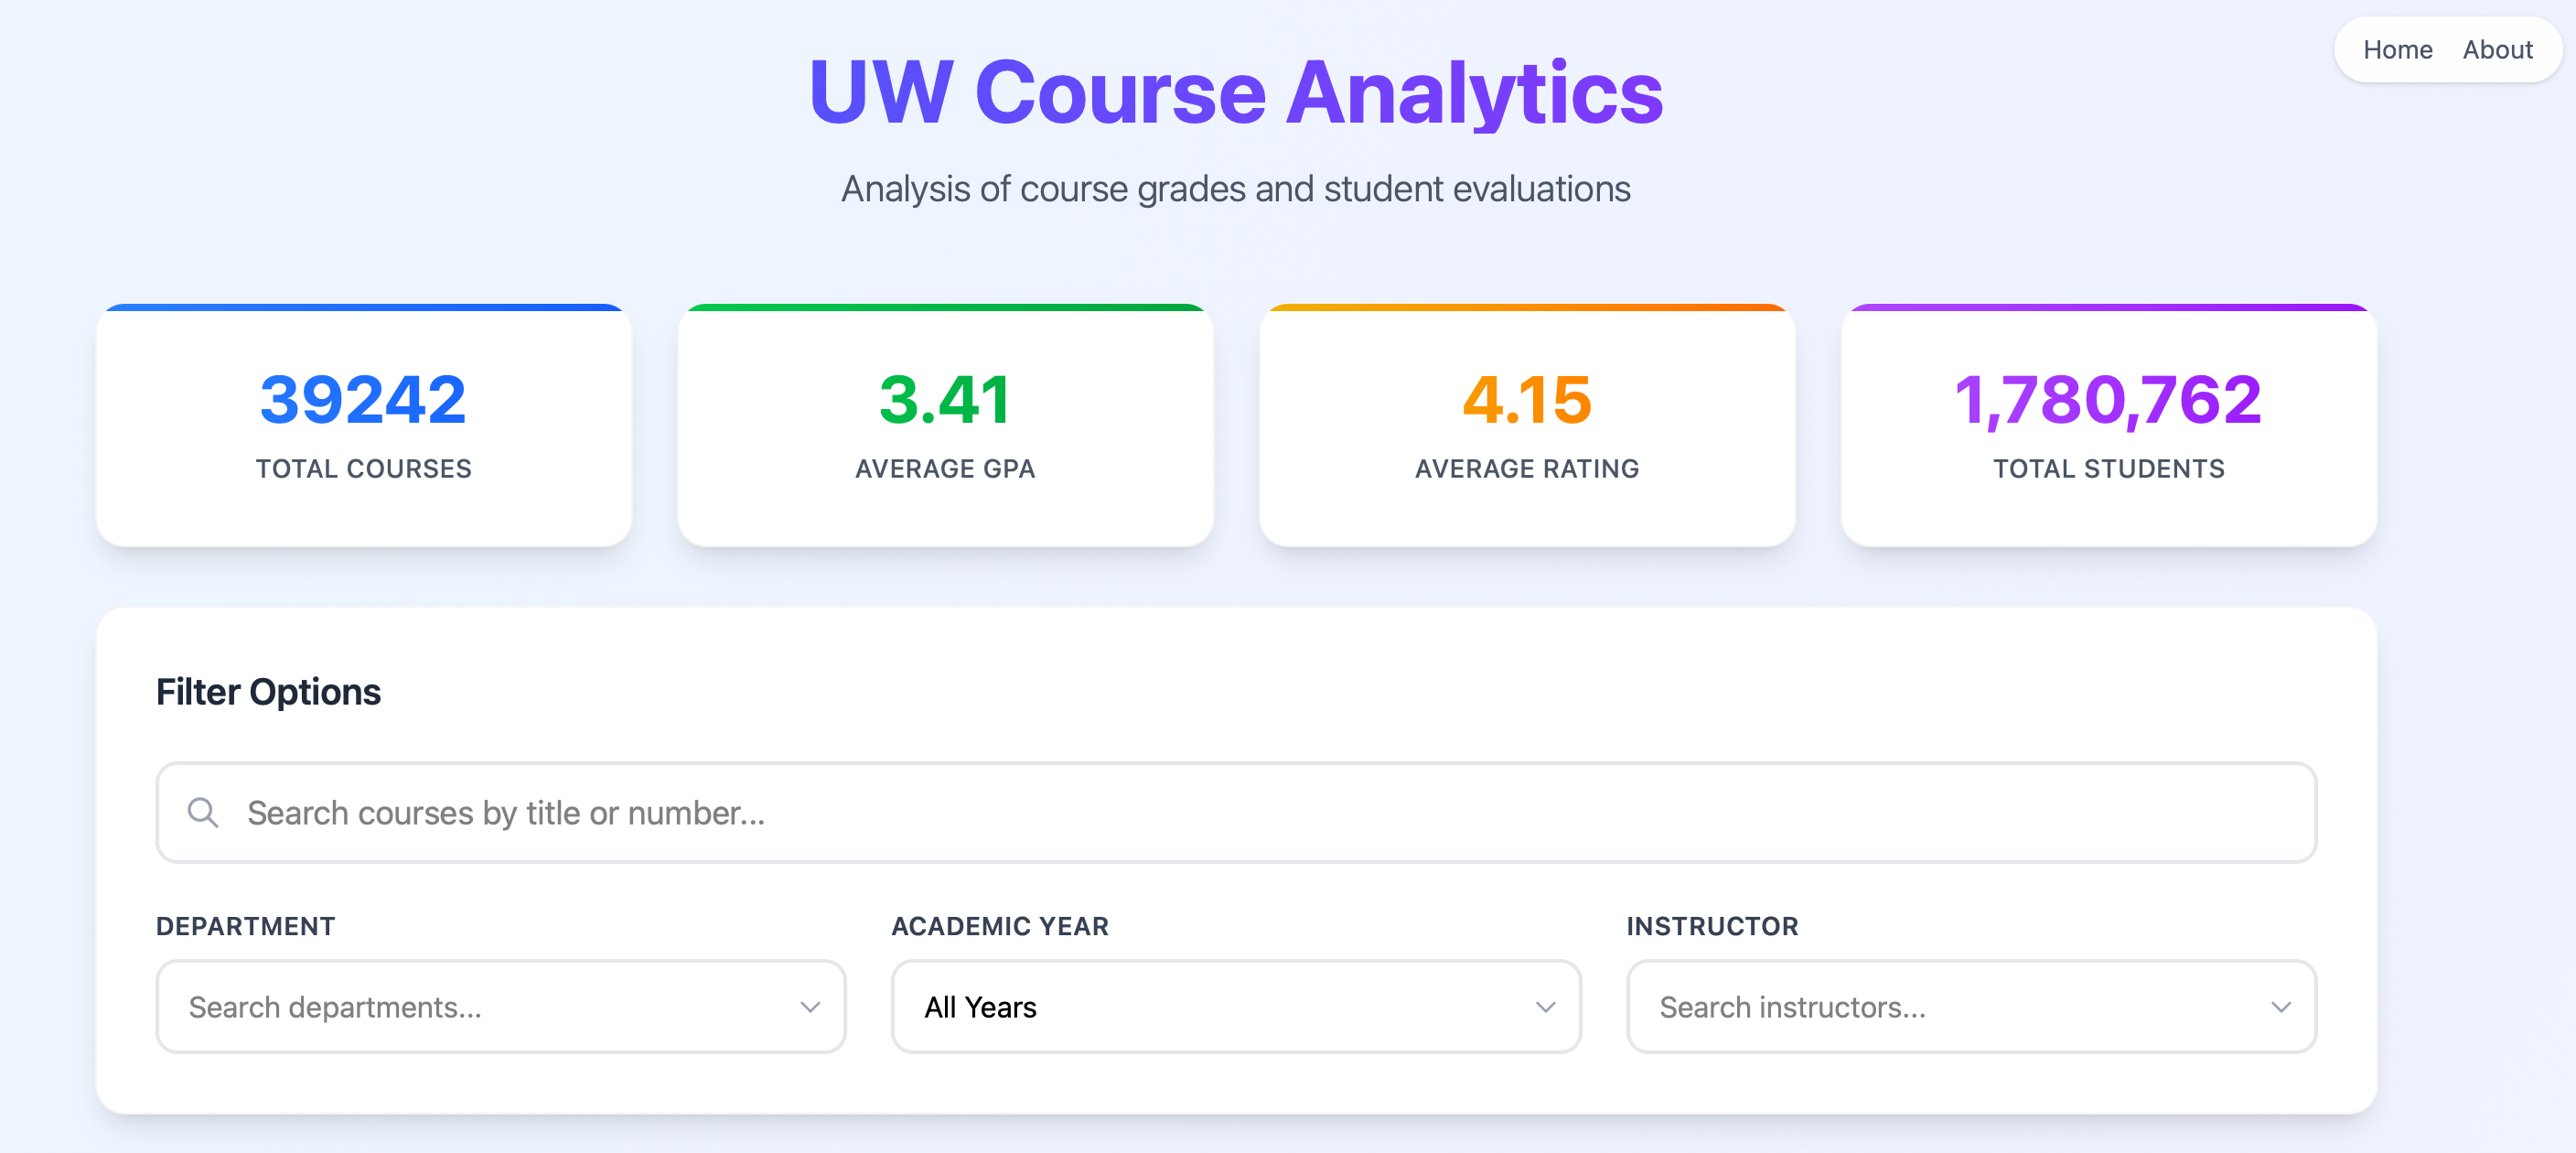 Home About
UW Course Analytics
Analysis of course grades and student evaluations
39242
TOTAL COURSES
3.41
AVERAGE GPA
4.15
AVERAGE RATING
1,780,762
TOTAL STUDENTS
Filter Options
Search courses by title or number...
DEPARTMENT
Search departments...
ACADEMIC YEAR
All Years
INSTRUCTOR
Search instructors...